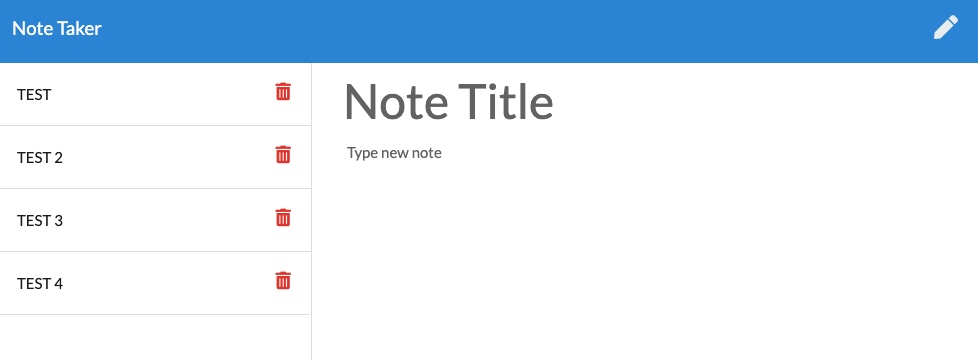 Note Taker
TEST
TEST 2
TEST 3
TEST 4
Note Title
Type new note